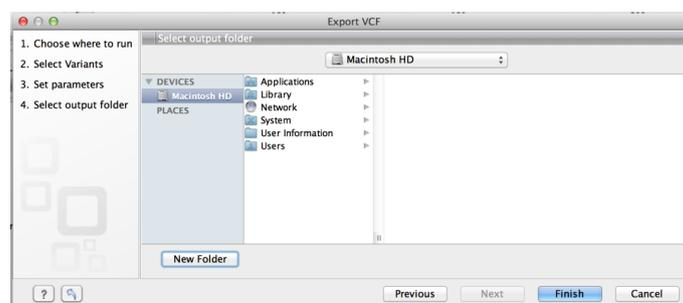 Export VCF
1. Choose where to run
2. Select Variants
3. Set parameters
4. Select output folder
Select output folder
Macintosh HD
DEVICES
Macintosh HD
PLACES
Applications
Library
Network
System
User Information
Users
New Folder
?
Previous
Next
Finish
Cancel